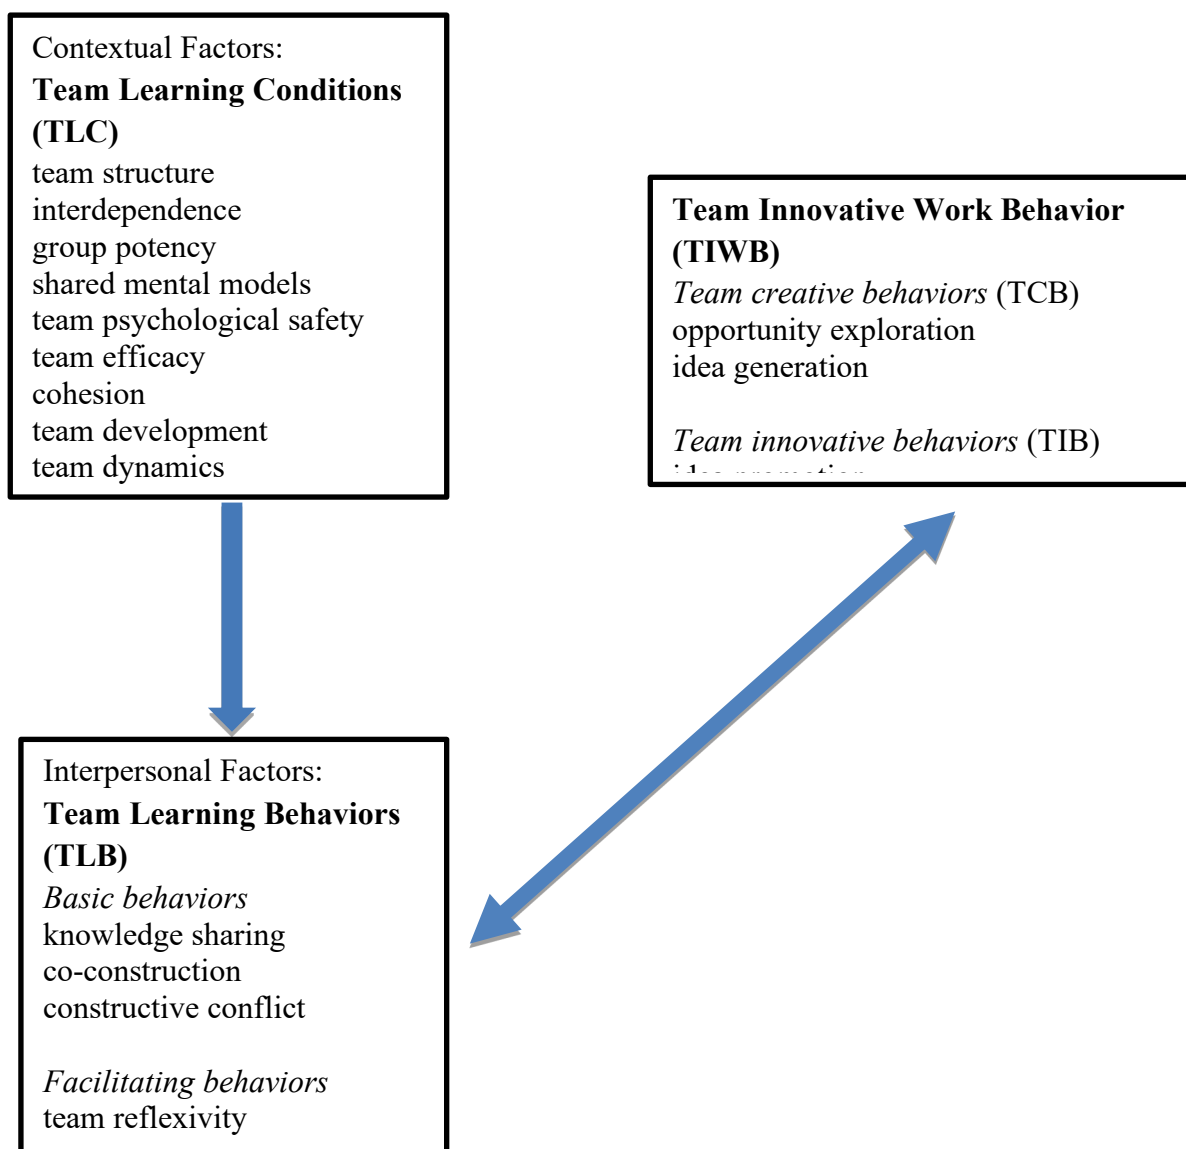 Contextual Factors:
Team Learning Conditions
(TLC)
team structure
interdependence
group potency
shared mental models
team psychological safety
team efficacy
cohesion
team development
team dynamics
Team Innovative Work Behavior
(TIWB)
Team creative behaviors (TCB)
opportunity exploration
idea generation
Team innovative behaviors (TIB)
idea promotion
Interpersonal Factors:
Team Learning Behaviors
(TLB)
Basic behaviors
knowledge sharing
co-construction
constructive conflict
Facilitating behaviors
team reflexivity